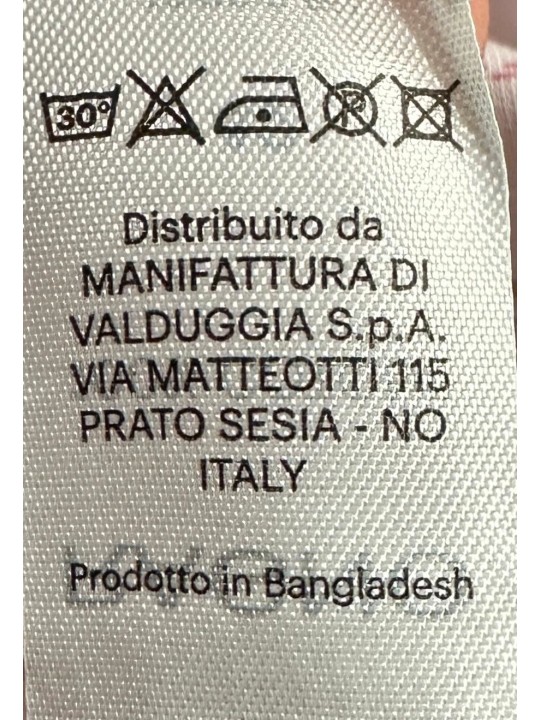 30°
P
Distribuito da
MANIFATTURA DI
VALDUGGIA S.p.A.
VIA MATTEOTTI 115
PRATO SESIA - NO
ITALY
Prodotto in Bangladesh